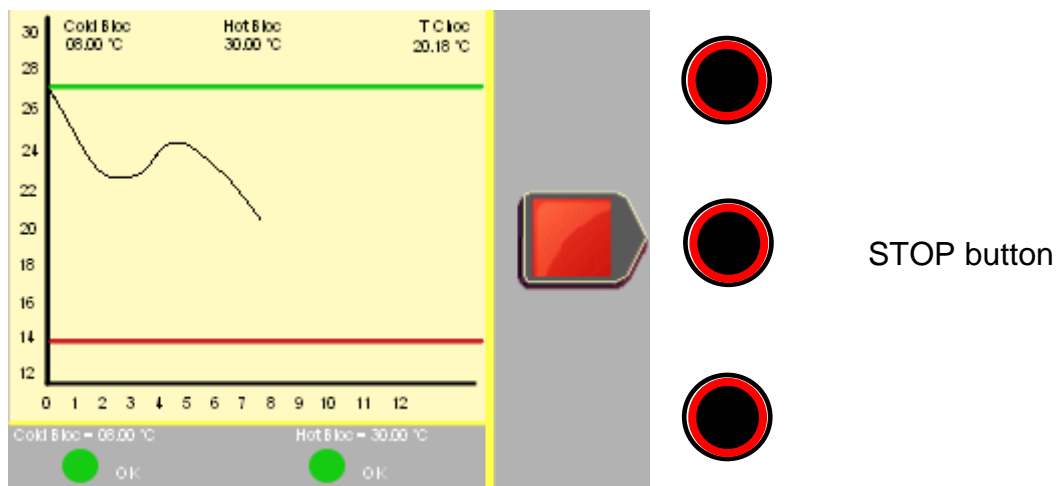 Cold Bloc Hot Bloc T Choc
08.00 °C 30.00 °C 20.18 °C
30
28
26
24
22
20
18
16
14
12
0 1 2 3 4 5 6 7 8 9 10 11 12
Cold Bloc = 08.00 °C Hot Bloc = 30.00 °C
OK OK
STOP button